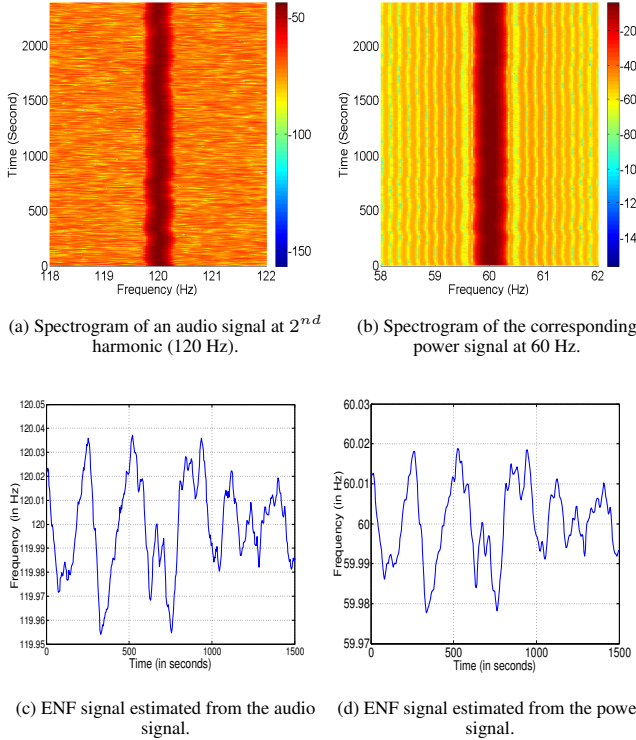 2000
1500
1000
500
0
Time (Second)
118 119 120 121 122
Frequency (Hz)
-50
-100
-150
2000
1500
1000
500
0
Time (Second)
58 59 60 61 62
Frequency (Hz)
-20
-40
-60
-80
-10
-12
-14
(a) Spectrogram of an audio signal at 2nd
harmonic (120 Hz).
(b) Spectrogram of the corresponding
power signal at 60 Hz.
120.05
120.04
120.03
120.02
120.01
120
119.99
119.98
119.97
119.96
119.95
Frequency (in Hz)
0 500 1000 1500
Time (in seconds)
60.03
60.02
60.01
60
59.99
59.98
59.97
Frequency (in Hz)
0 500 1000 1500
Time (in seconds)
(c) ENF signal estimated from the audio
signal.
(d) ENF signal estimated from the powe
signal.